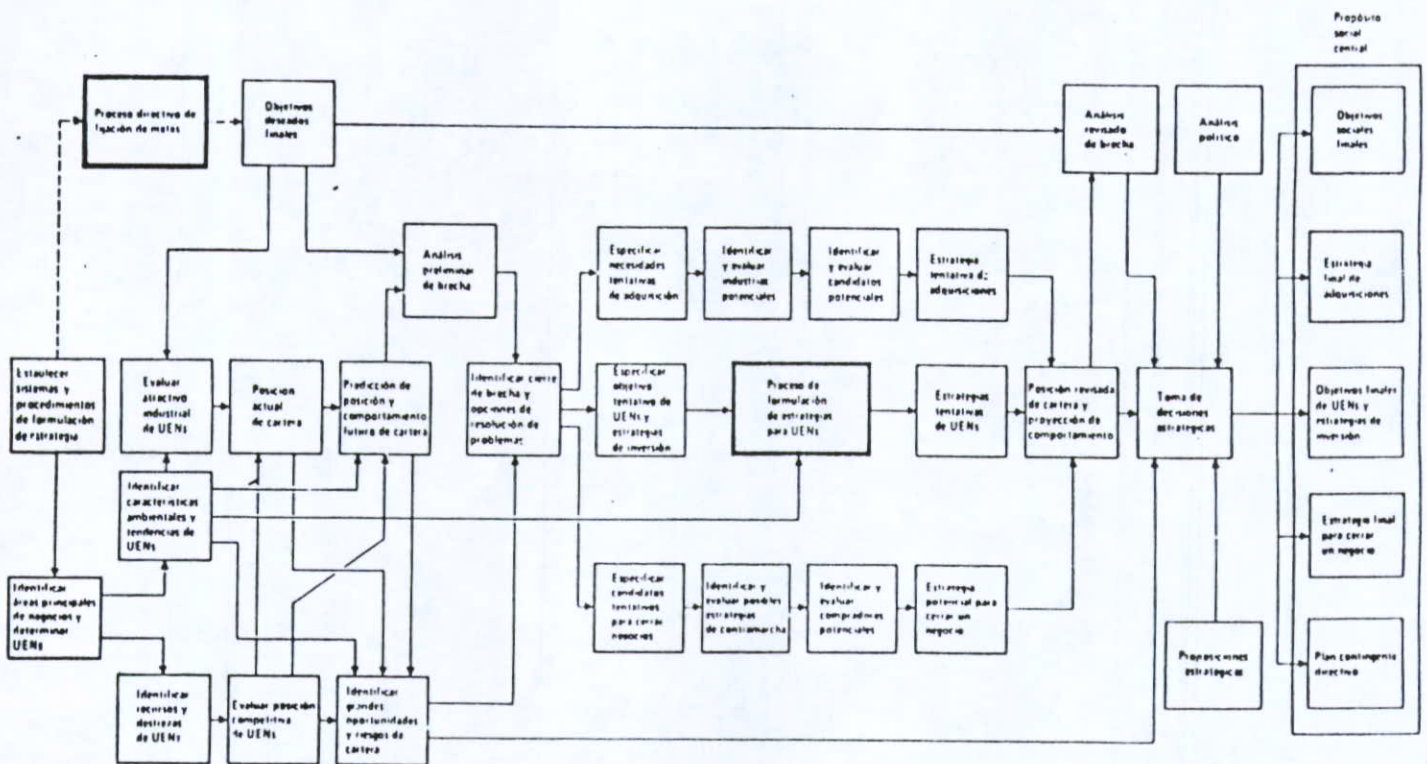 Propósito
social
central
Proceso directivo de
fijación de metas
Objetivos
deseados
finales
Análisis
revisado
de brecha
Análisis
político
Objetivos
sociales
finales
Análisis
preliminar
de brecha
Especificar
necesidades
tentativas
de adquisición
Identificar
y evaluar
industrias
potenciales
Identificar
y evaluar
candidatos
potenciales
Estrategia
tentativa de
adquisiciones
Estrategia
final de
adquisiciones
Establecer
sistemas y
procedimientos
de formulación de
estrategia
Evaluar
atractivo
industrial
de UENs
Posición
actual
de cartera
Predicción de
posición y
comportamiento
futuro de cartera
Identificar cierre
de brecha y
opciones de
resolución de
problemas
Especificar
objetivo
tentativo de
UENs y
estrategias
de inversión
Proceso de
formulación
de estrategias
para UENs
Estrategias
tentativas
de UENs
Posición revisada
de cartera y
proyección de
comportamiento
Toma de
decisiones
estratégicas
Objetivos finales
de UENs y
estrategias de
inversión
Identificar
características
ambientales y
tendencias de
UENs
Estrategia final
para cerrar
un negocio
Identificar
áreas principales
de negocios y
determinar
UENs
Especificar
candidatos
tentativos
para cerrar
negocios
Identificar y
evaluar posibles
estrategias
de contramarcha
Identificar y
evaluar
compradores
potenciales
Estrategia
potencial para
cerrar un
negocio
Proposiciones
estratégicas
Plan contingente
directivo
Identificar
recursos y
destrezas
de UENs
Evaluar posición
competitiva
de UENs
Identificar
grandes
oportunidades
y riesgos de
cartera